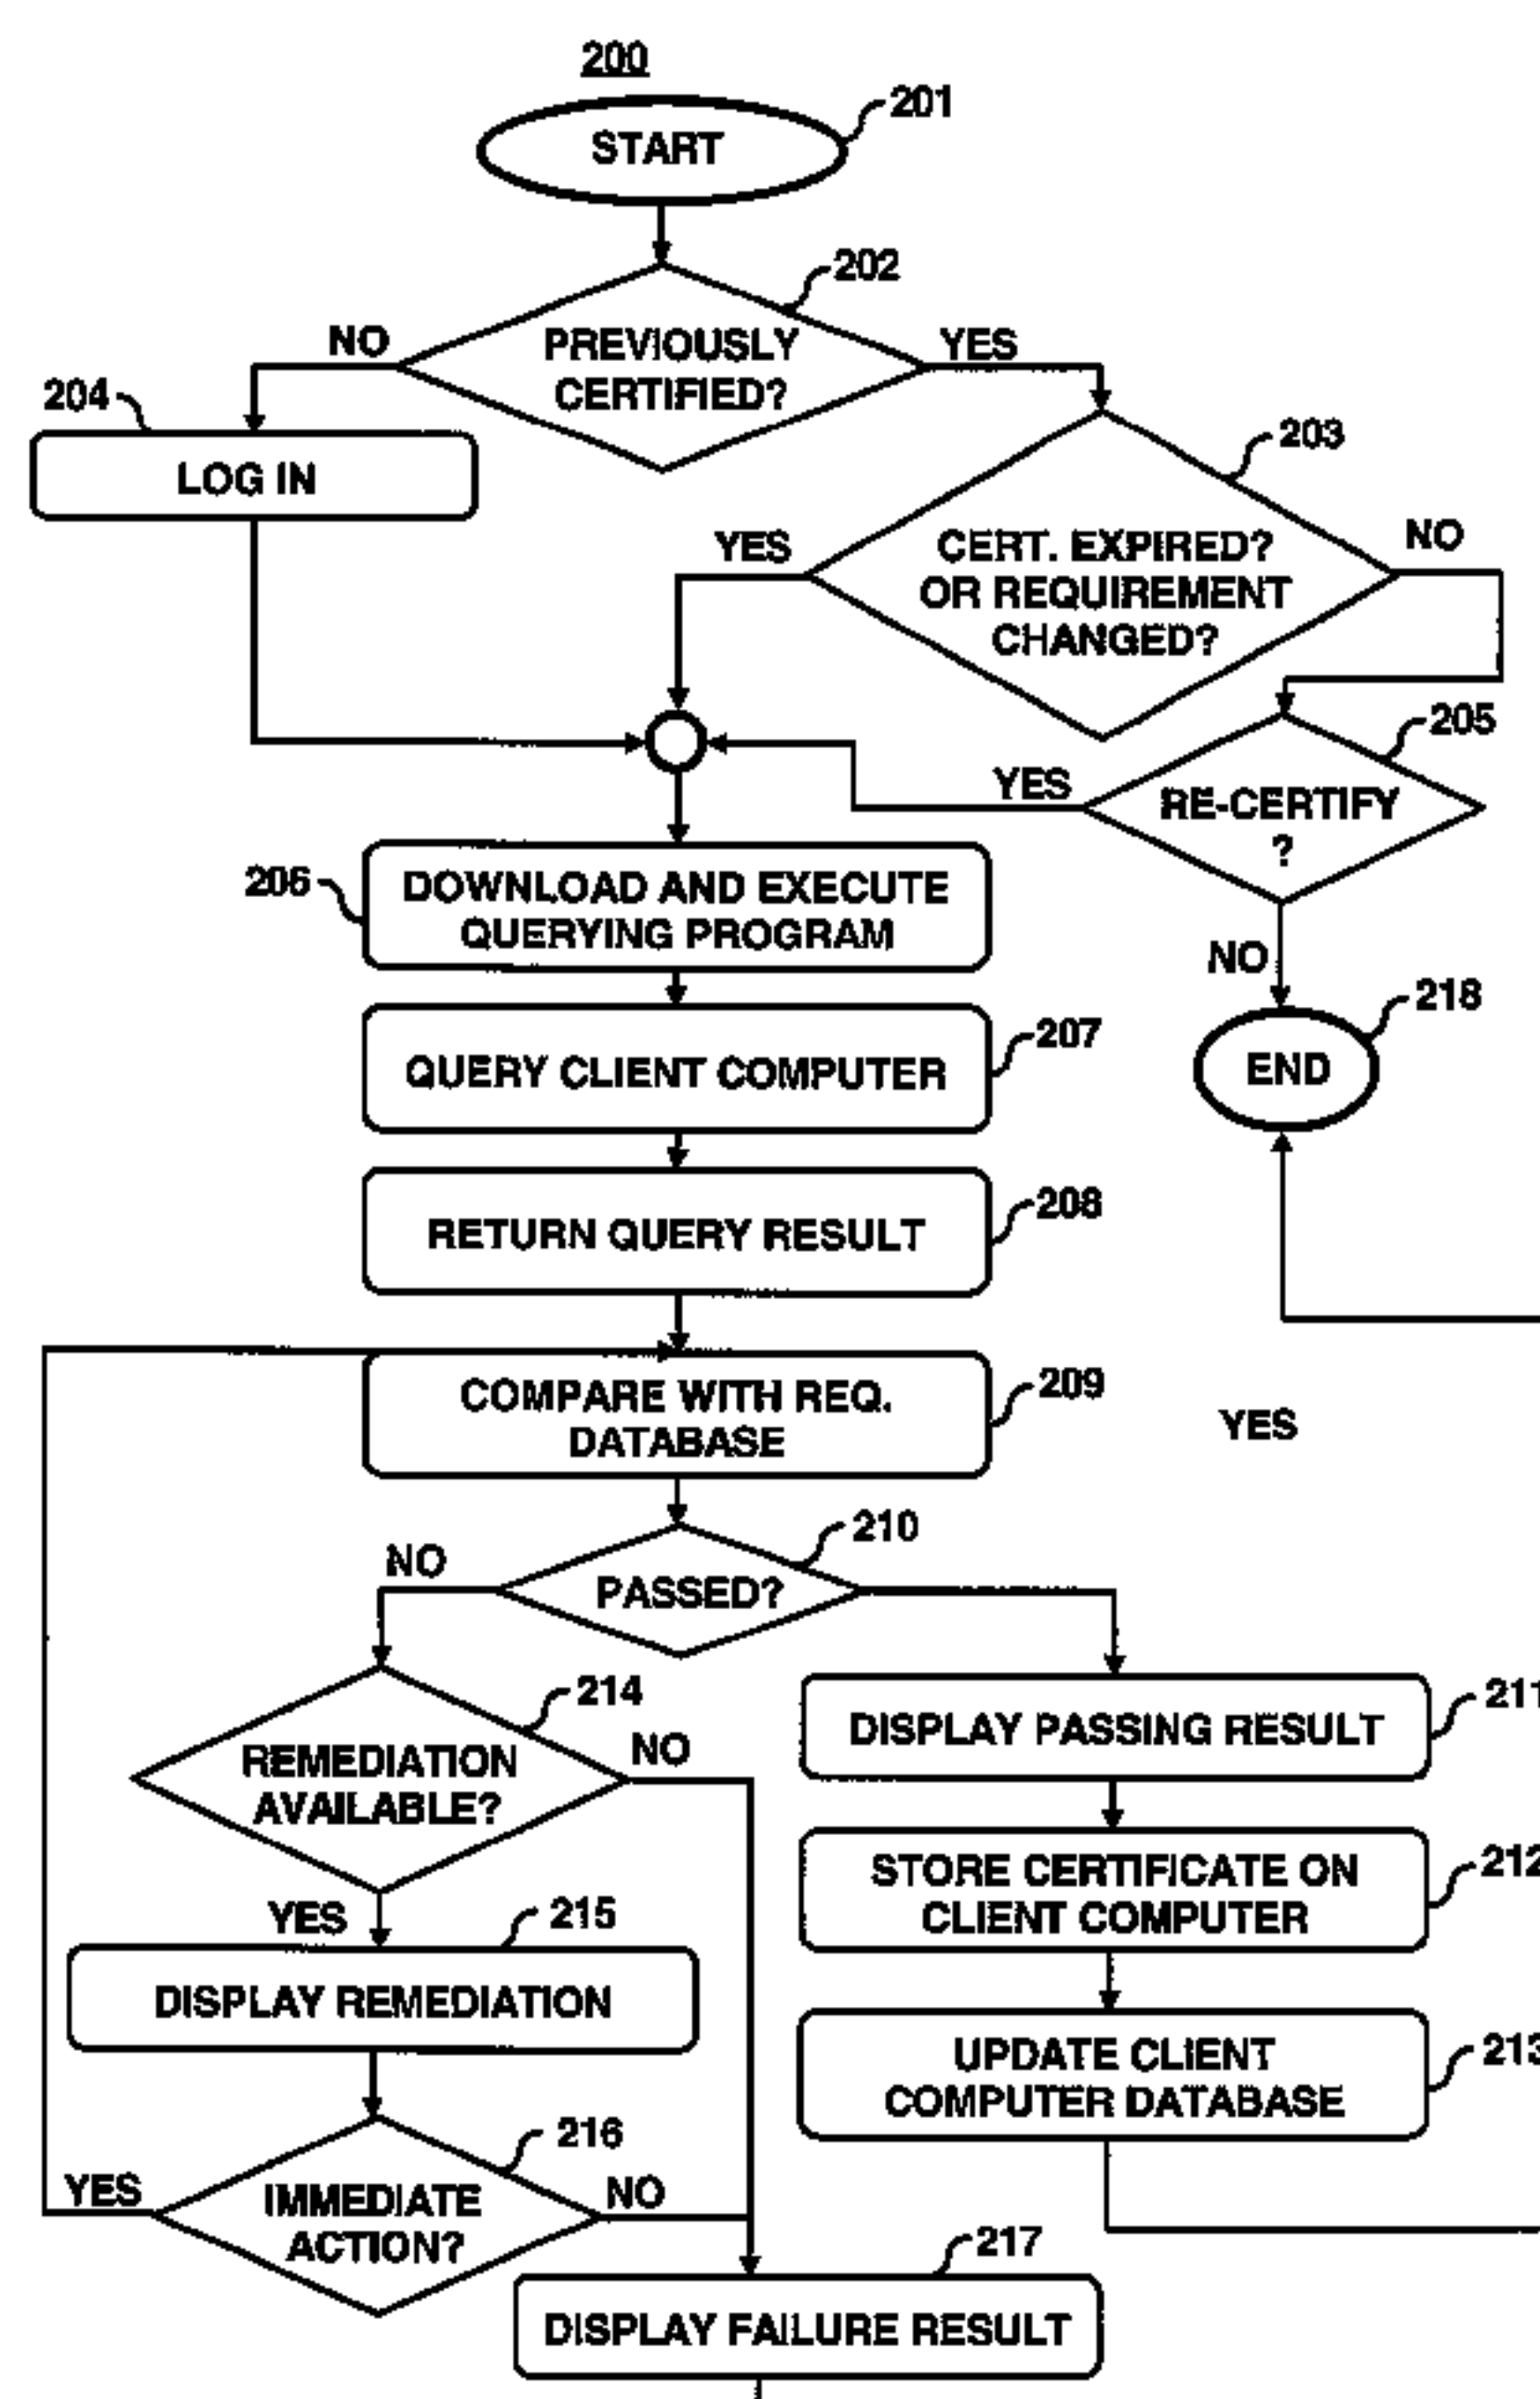 200
START
201
202
PREVIOUSLY
CERTIFIED?
NO
YES
204
LOG IN
203
CERT. EXPIRED?
OR REQUIREMENT
CHANGED?
YES
NO
205
RE-CERTIFY
?
YES
NO
206
DOWNLOAD AND EXECUTE
QUERYING PROGRAM
218
END
207
QUERY CLIENT COMPUTER
208
RETURN QUERY RESULT
209
COMPARE WITH REQ.
DATABASE
YES
210
PASSED?
NO
214
REMEDIATION
AVAILABLE?
NO
YES
211
DISPLAY PASSING RESULT
212
STORE CERTIFICATE ON
CLIENT COMPUTER
215
DISPLAY REMEDIATION
213
UPDATE CLIENT
COMPUTER DATABASE
216
IMMEDIATE
ACTION?
YES
NO
217
DISPLAY FAILURE RESULT